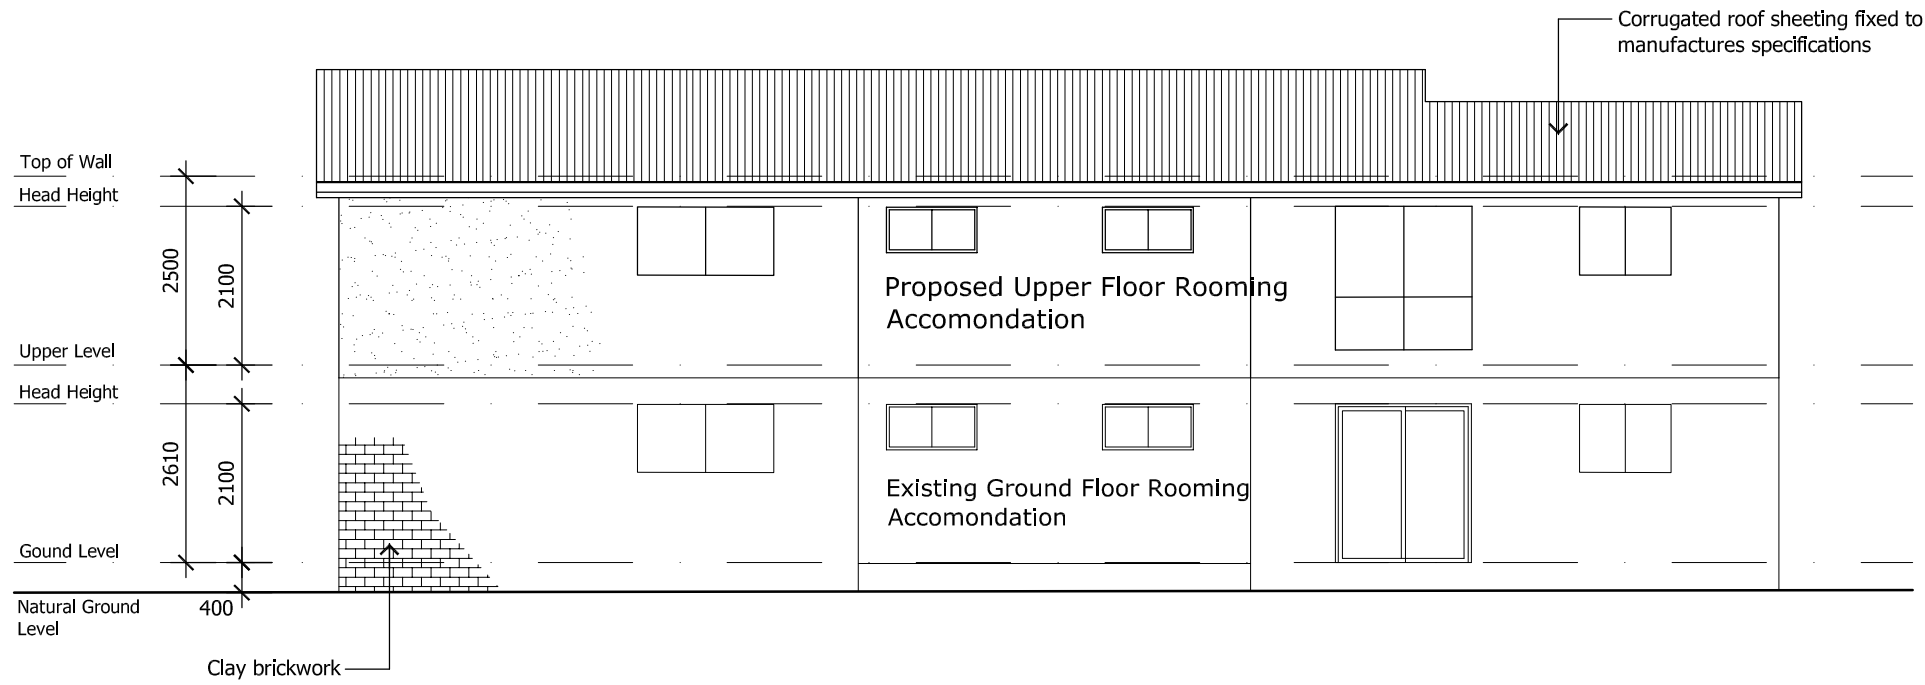 Corrugated roof sheeting fixed to
manufactures specifications
Top of Wall
Head Height
2500
2100
Proposed Upper Floor Rooming
Accomondation
Upper Level
Head Height
2610
2100
Existing Ground Floor Rooming
Accomondation
Gound Level
Natural Ground
Level
400
Clay brickwork